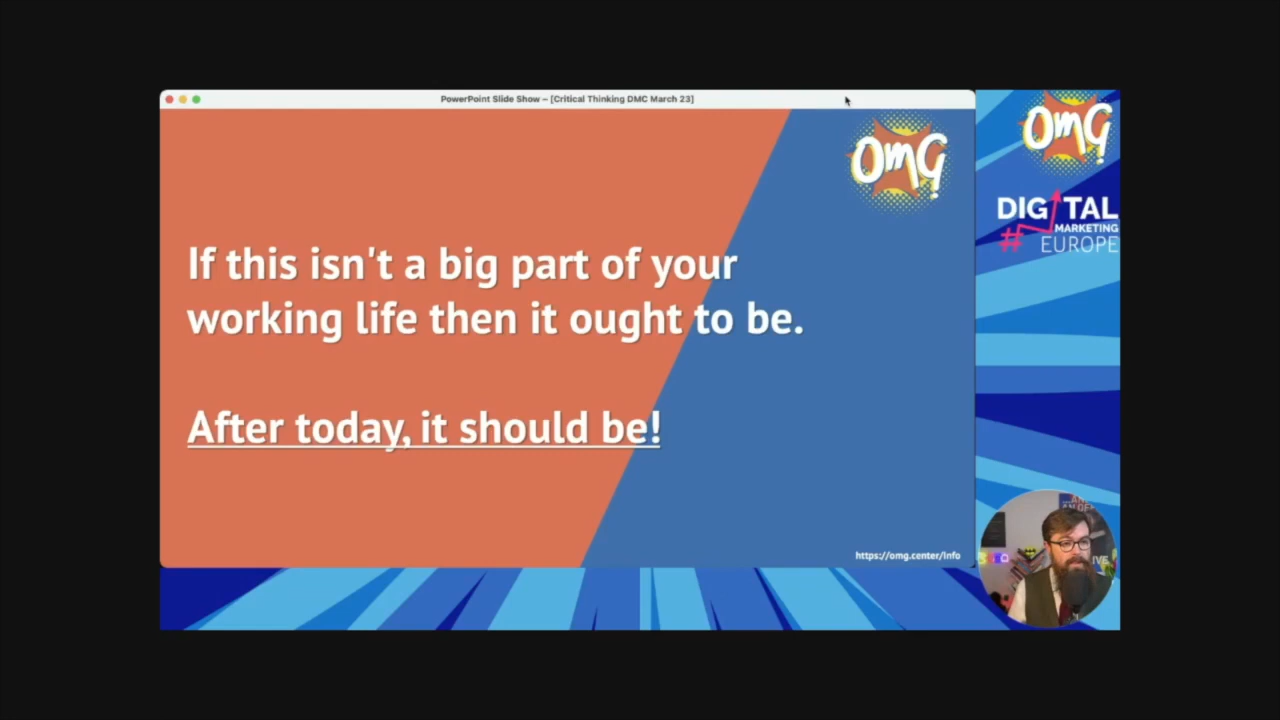 PowerPoint Slide Show – [Critical Thinking DMC March 23]
OMG
If this isn't a big part of your
working life then it ought to be.
After today, it should be!
https://omg.center/info
OMG
DIGITAL
MARKETING
# EUROPE